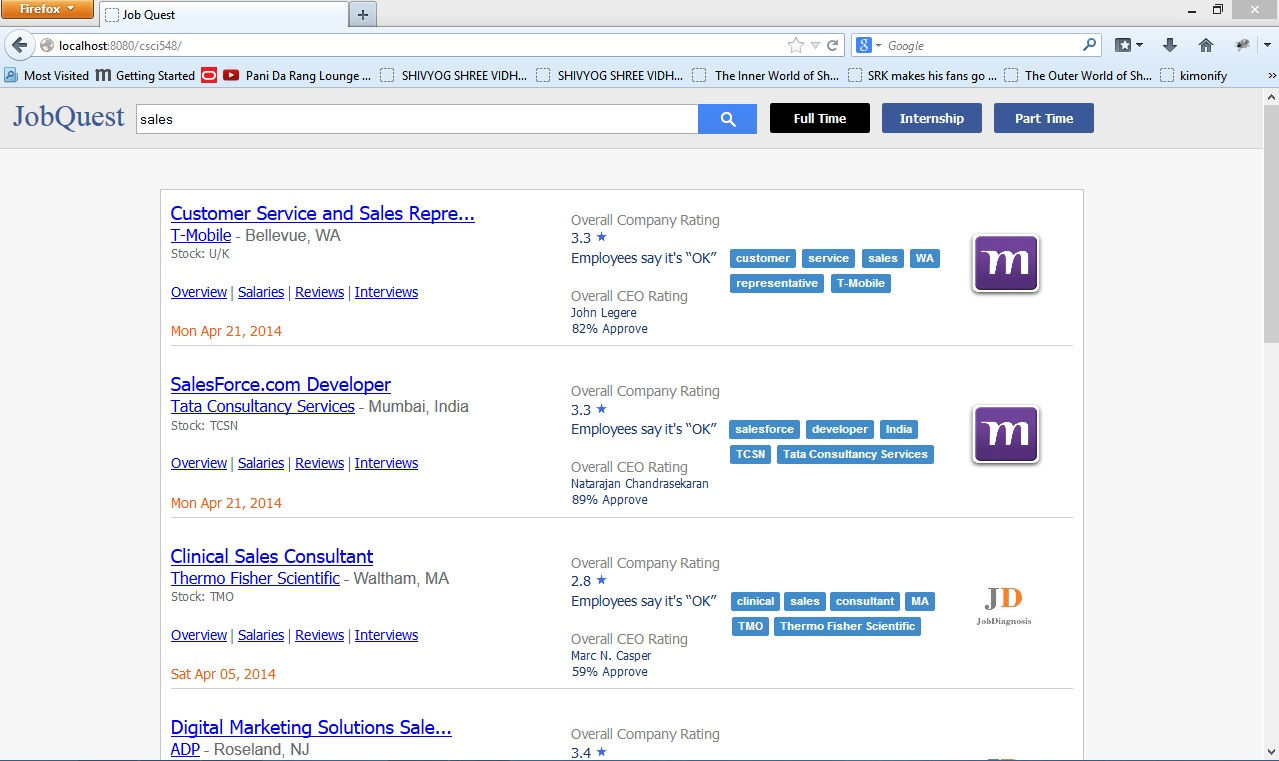 Firefox
Job Quest
localhost:8080/csci548/
Google
Most Visited
Getting Started
Pani Da Rang Lounge ...
SHIVYOG SHREE VIDH...
SHIVYOG SHREE VIDH...
The Inner World of Sh...
SRK makes his fans go ...
The Outer World of Sh...
kimonify
»
JobQuest
sales
Full Time
Internship
Part Time
Customer Service and Sales Repre...
T-Mobile - Bellevue, WA
Stock: U/K
Overview | Salaries | Reviews | Interviews
Mon Apr 21, 2014
Overall Company Rating
3.3 ★
Employees say it's “OK”
Overall CEO Rating
John Legere
82% Approve
customer service sales WA
representative T-Mobile
m
SalesForce.com Developer
Tata Consultancy Services - Mumbai, India
Stock: TCSN
Overview | Salaries | Reviews | Interviews
Mon Apr 21, 2014
Overall Company Rating
3.3 ★
Employees say it's “OK”
Overall CEO Rating
Natarajan Chandrasekaran
89% Approve
salesforce developer India
TCSN Tata Consultancy Services
m
Clinical Sales Consultant
Thermo Fisher Scientific - Waltham, MA
Stock: TMO
Overview | Salaries | Reviews | Interviews
Sat Apr 05, 2014
Overall Company Rating
2.8 ★
Employees say it's “OK”
Overall CEO Rating
Marc N. Casper
59% Approve
clinical sales consultant MA
TMO Thermo Fisher Scientific
JD
JobDiagnosis
Digital Marketing Solutions Sale...
ADP - Roseland, NJ
Overall Company Rating
3.4 ★